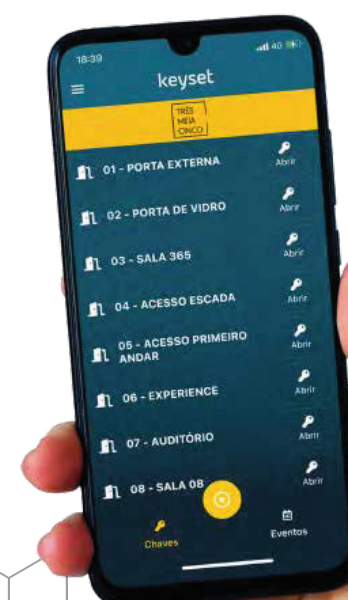 18:39
4G
keyset
TRÊS
MEIA
CINCO
01 - PORTA EXTERNA
Abrir
02 - PORTA DE VIDRO
Abrir
03 - SALA 365
Abrir
04 - ACESSO ESCADA
Abrir
05 - ACESSO PRIMEIRO
ANDAR
Abrir
06 - EXPERIENCE
Abrir
07 - AUDITÓRIO
Abrir
08 - SALA 08
Abrir
Chaves
Eventos